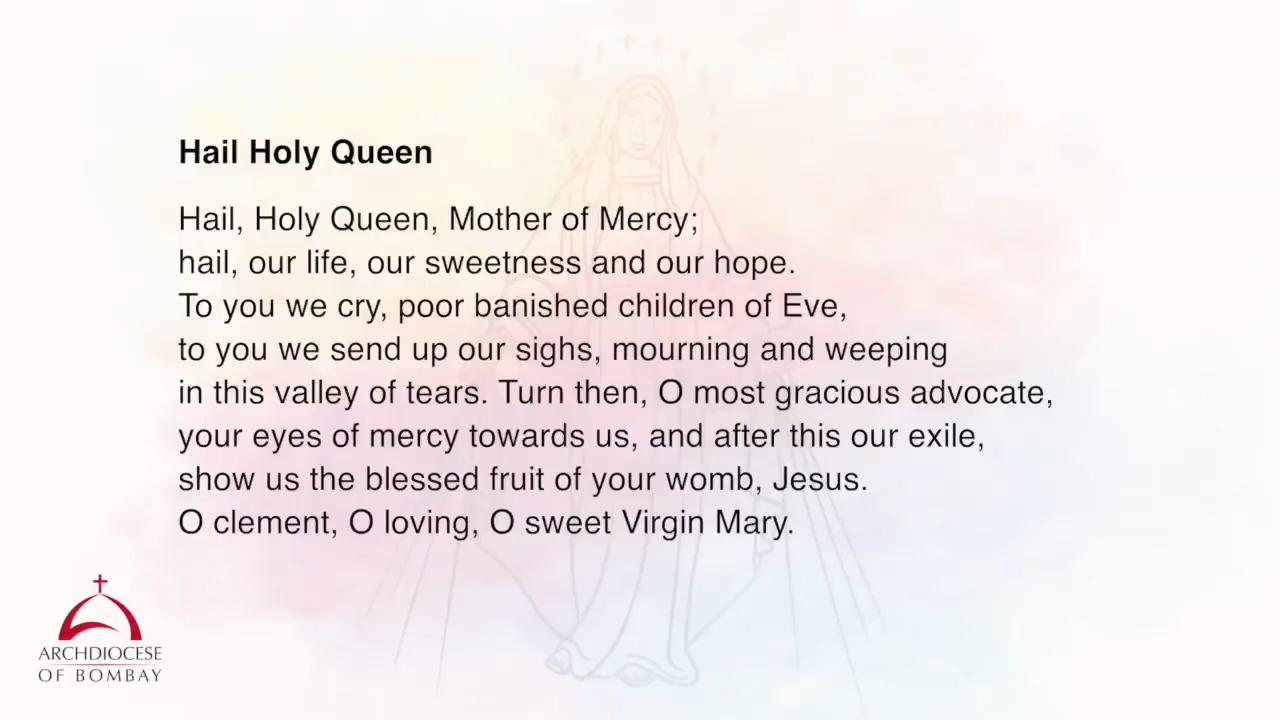 Hail Holy Queen
Hail, Holy Queen, Mother of Mercy;
hail, our life, our sweetness and our hope.
To you we cry, poor banished children of Eve,
to you we send up our sighs, mourning and weeping
in this valley of tears. Turn then, O most gracious advocate,
your eyes of mercy towards us, and after this our exile,
show us the blessed fruit of your womb, Jesus.
O clement, O loving, O sweet Virgin Mary.
ARCHDIOCESE
OF BOMBAY